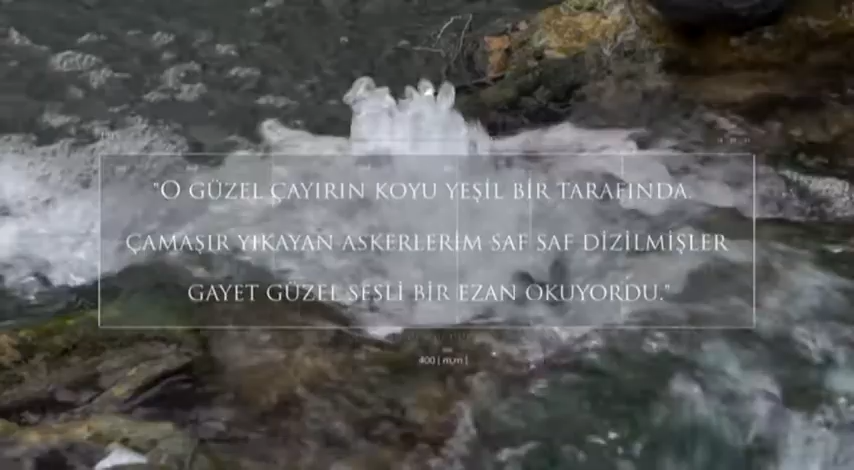 "O GÜZEL ÇAYIRIN KOYU YEŞİL BİR TARAFINDA.
ÇAMAŞIR YIKAYAN ASKERLERİM SAF SAF DİZİLMİŞLER
GAYET GÜZEL SESLİ BİR EZAN OKUYORDU."
400 | m,m |